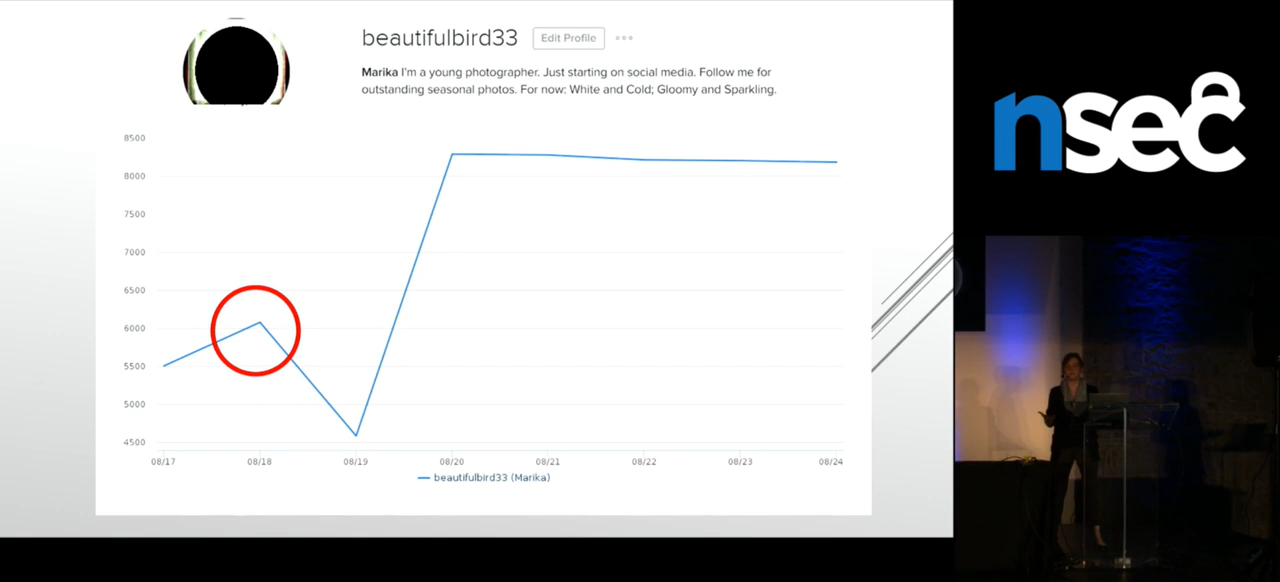 beautifulbird33 Edit Profile
Marika I'm a young photographer. Just starting on social media. Follow me for
outstanding seasonal photos. For now: White and Cold; Gloomy and Sparkling.
8500
8000
7500
7000
6500
6000
5500
5000
4500
08/17 08/18 08/19 08/20 08/21 08/22 08/23 08/24
beautifulbird33 (Marika)
nsec